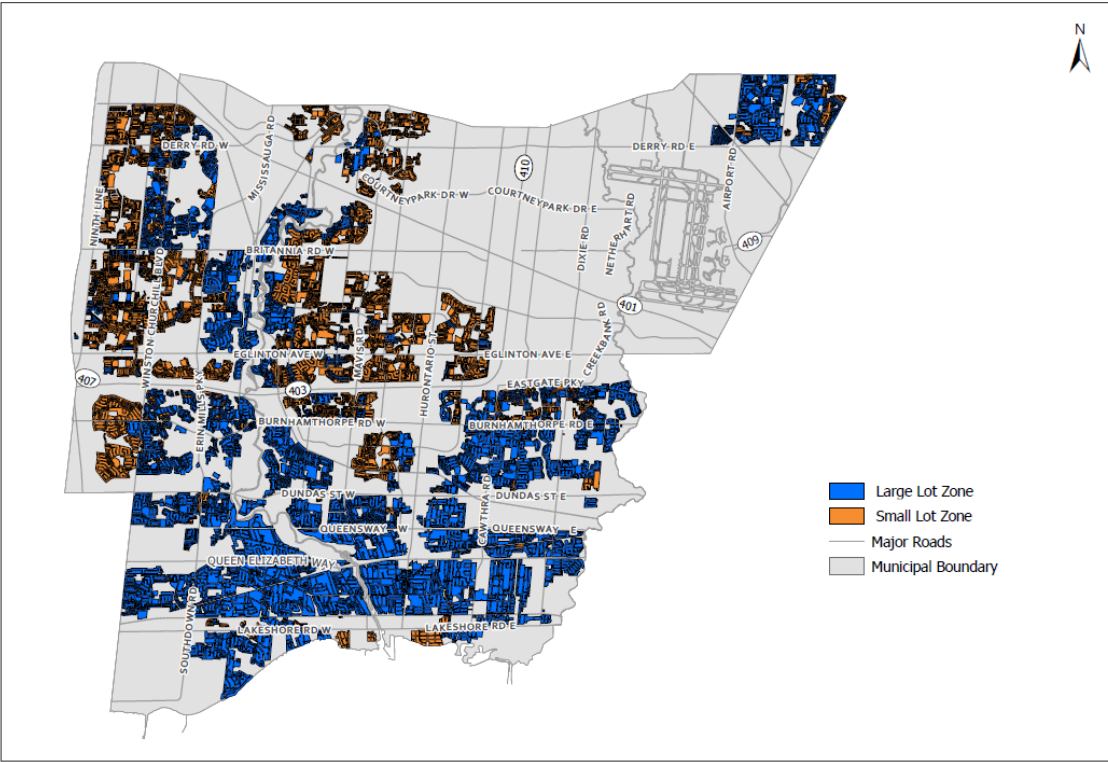 N
DERRY RD W
MISSISSAUGA RD
DERRY RD E
410
COURTNEYPARK DR W
COURTNEYPARK DR E
AIRPORT RD
NINTH LINE
NETHERHART RD
DIXIE RD
409
BRITANNIA RD W
WINSTON CHURCHILL BLVD
401
MAVIS RD
HURONTARIO ST
CREEKBANK RD
EGLINTON AVE W
EGLINTON AVE E
407
403
EASTGATE PKY
ERIN MILLS PKY
BURNHAMTHORPE RD W
BURNHAMTHORPE RD E
DUNDAS ST W
DUNDAS ST E
CAWTHRA RD
QUEENSWAY W
QUEENSWAY E
QUEEN ELIZABETH WAY
SOUTHDOWN RD
LAKESHORE RD W
LAKESHORE RD E
Large Lot Zone
Small Lot Zone
Major Roads
Municipal Boundary